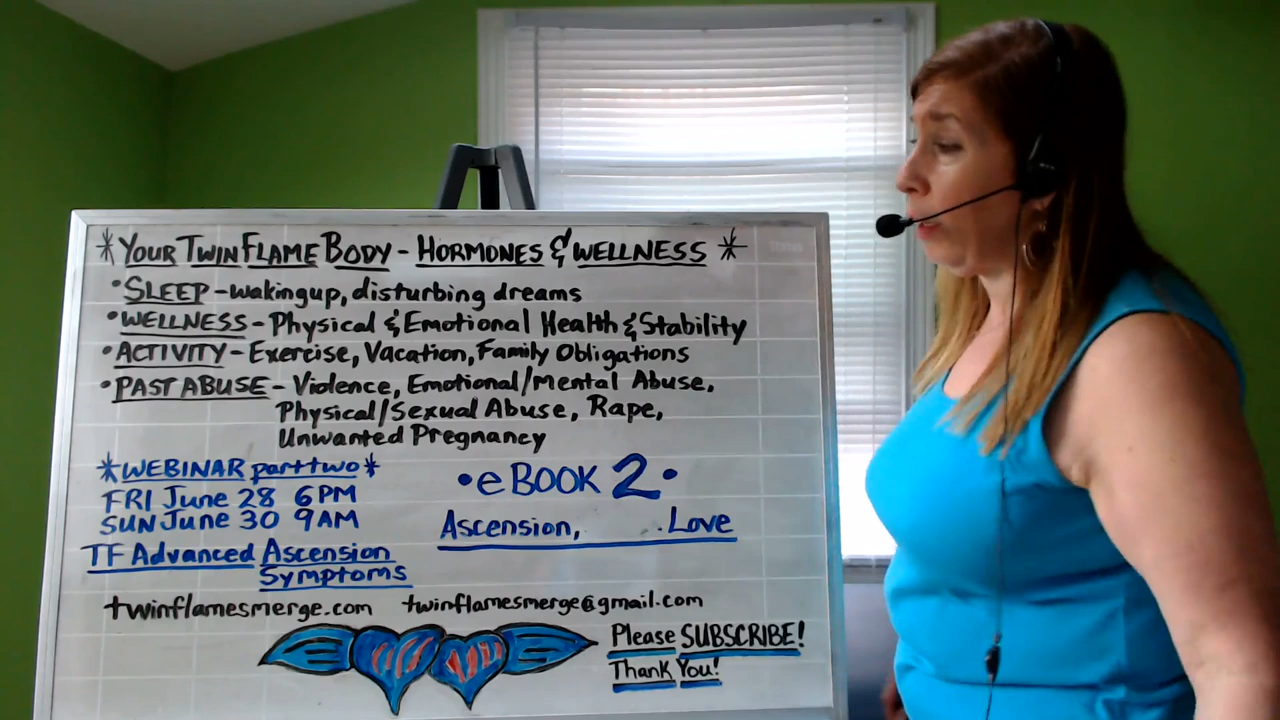 *YOUR TWIN FLAME BODY - HORMONES & WELLNESS *
•SLEEP - waking up, disturbing dreams
•WELLNESS - Physical & Emotional Health & Stability
•ACTIVITY - Exercise, Vacation, Family Obligations
•PAST ABUSE - Violence, Emotional/Mental Abuse,
Physical/Sexual Abuse, Rape,
Unwanted Pregnancy
*WEBINAR part two*
FRI June 28 6PM
SUN June 30 9AM
TF Advanced Ascension
Symptoms
•eBOOK 2•
Ascension, . . Love
twinflamesmerge.com twinflamesmerge@gmail.com
Please SUBSCRIBE!
Thank You!